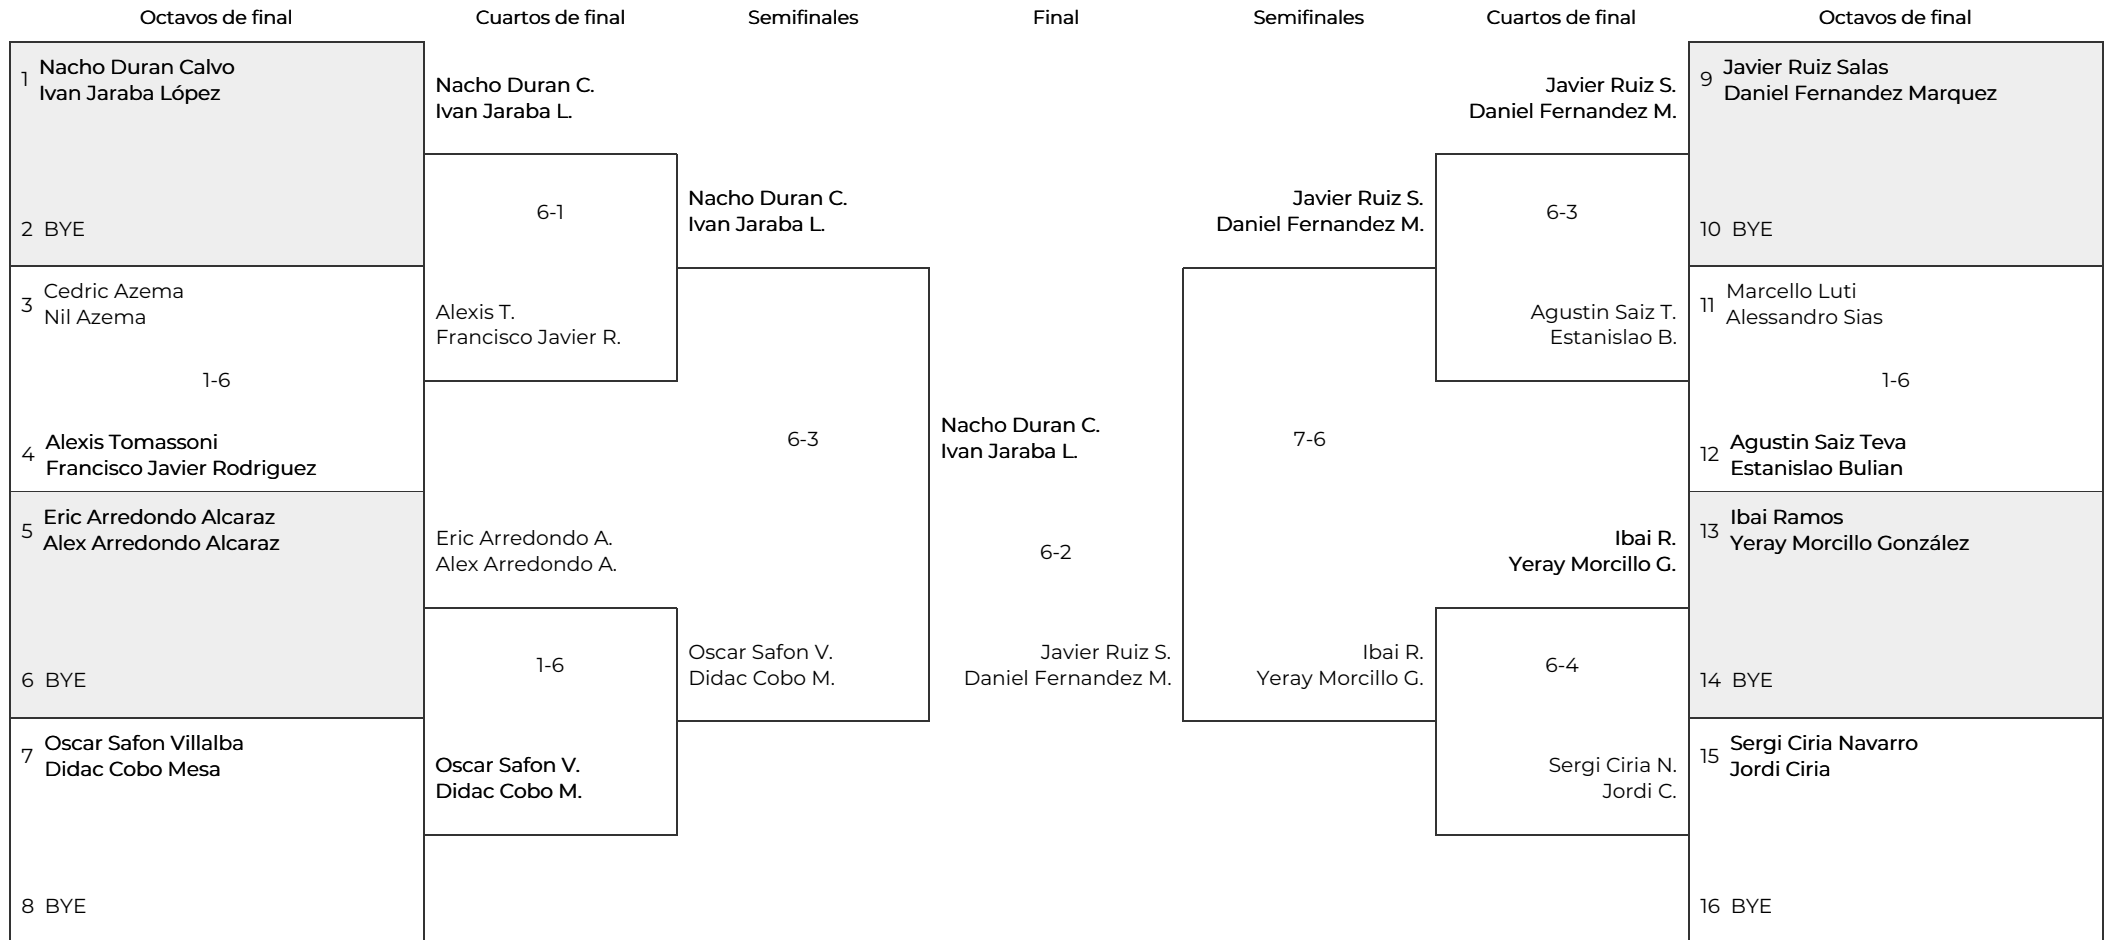 Octavos de final
Cuartos de final
Semifinales
Final
Semifinales
Cuartos de final
Octavos de final
1
Nacho Duran Calvo
Ivan Jaraba López
2 BYE
3
Cedric Azema
Nil Azema
1-6
4
Alexis Tomassoni
Francisco Javier Rodriguez
5
Eric Arredondo Alcaraz
Alex Arredondo Alcaraz
6 BYE
7
Oscar Safon Villalba
Didac Cobo Mesa
8 BYE
Nacho Duran C.
Ivan Jaraba L.
6-1
Alexis T.
Francisco Javier R.
Eric Arredondo A.
Alex Arredondo A.
1-6
Oscar Safon V.
Didac Cobo M.
Nacho Duran C.
Ivan Jaraba L.
6-3
Oscar Safon V.
Didac Cobo M.
Nacho Duran C.
Ivan Jaraba L.
6-2
Javier Ruiz S.
Daniel Fernandez M.
Javier Ruiz S.
Daniel Fernandez M.
7-6
Ibai R.
Yeray Morcillo G.
Javier Ruiz S.
Daniel Fernandez M.
6-3
Agustin Saiz T.
Estanislao B.
Ibai R.
Yeray Morcillo G.
6-4
Sergi Ciria N.
Jordi C.
9
Javier Ruiz Salas
Daniel Fernandez Marquez
10 BYE
11
Marcello Luti
Alessandro Sias
1-6
12
Agustin Saiz Teva
Estanislao Bulian
13
Ibai Ramos
Yeray Morcillo González
14 BYE
15
Sergi Ciria Navarro
Jordi Ciria
16 BYE